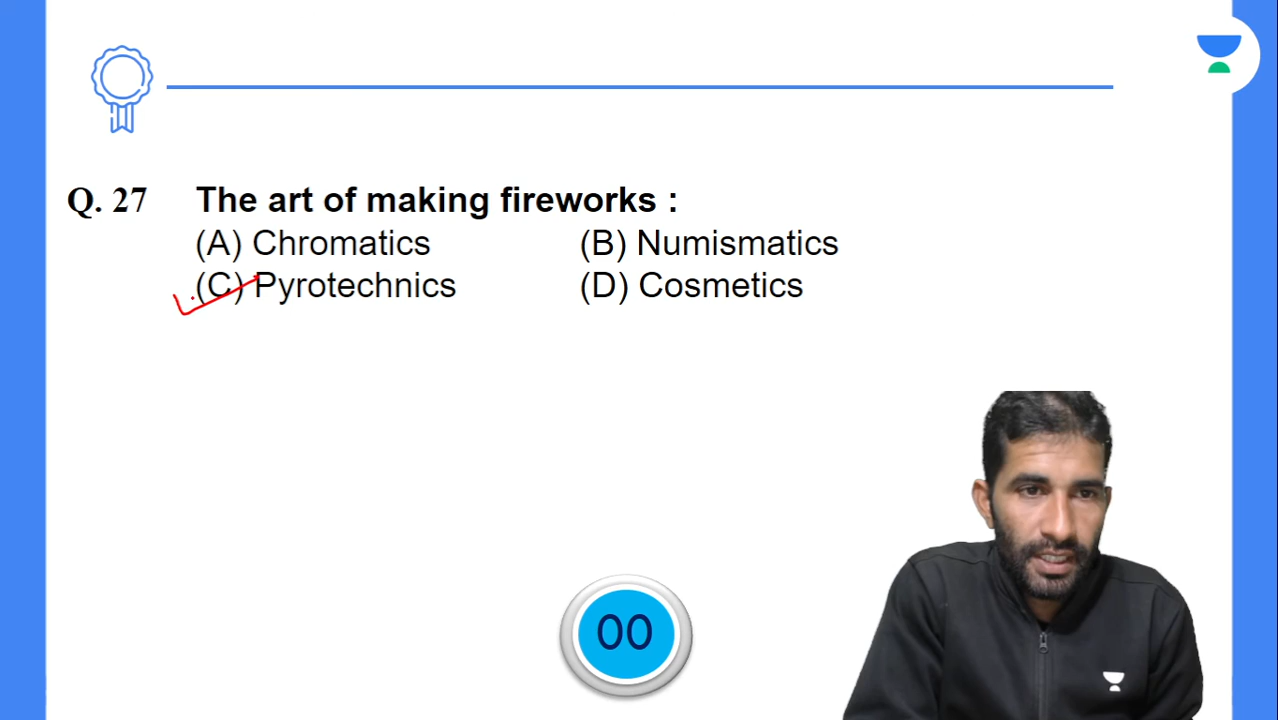 Q. 27 The art of making fireworks :
(A) Chromatics (B) Numismatics
(C) Pyrotechnics (D) Cosmetics
00